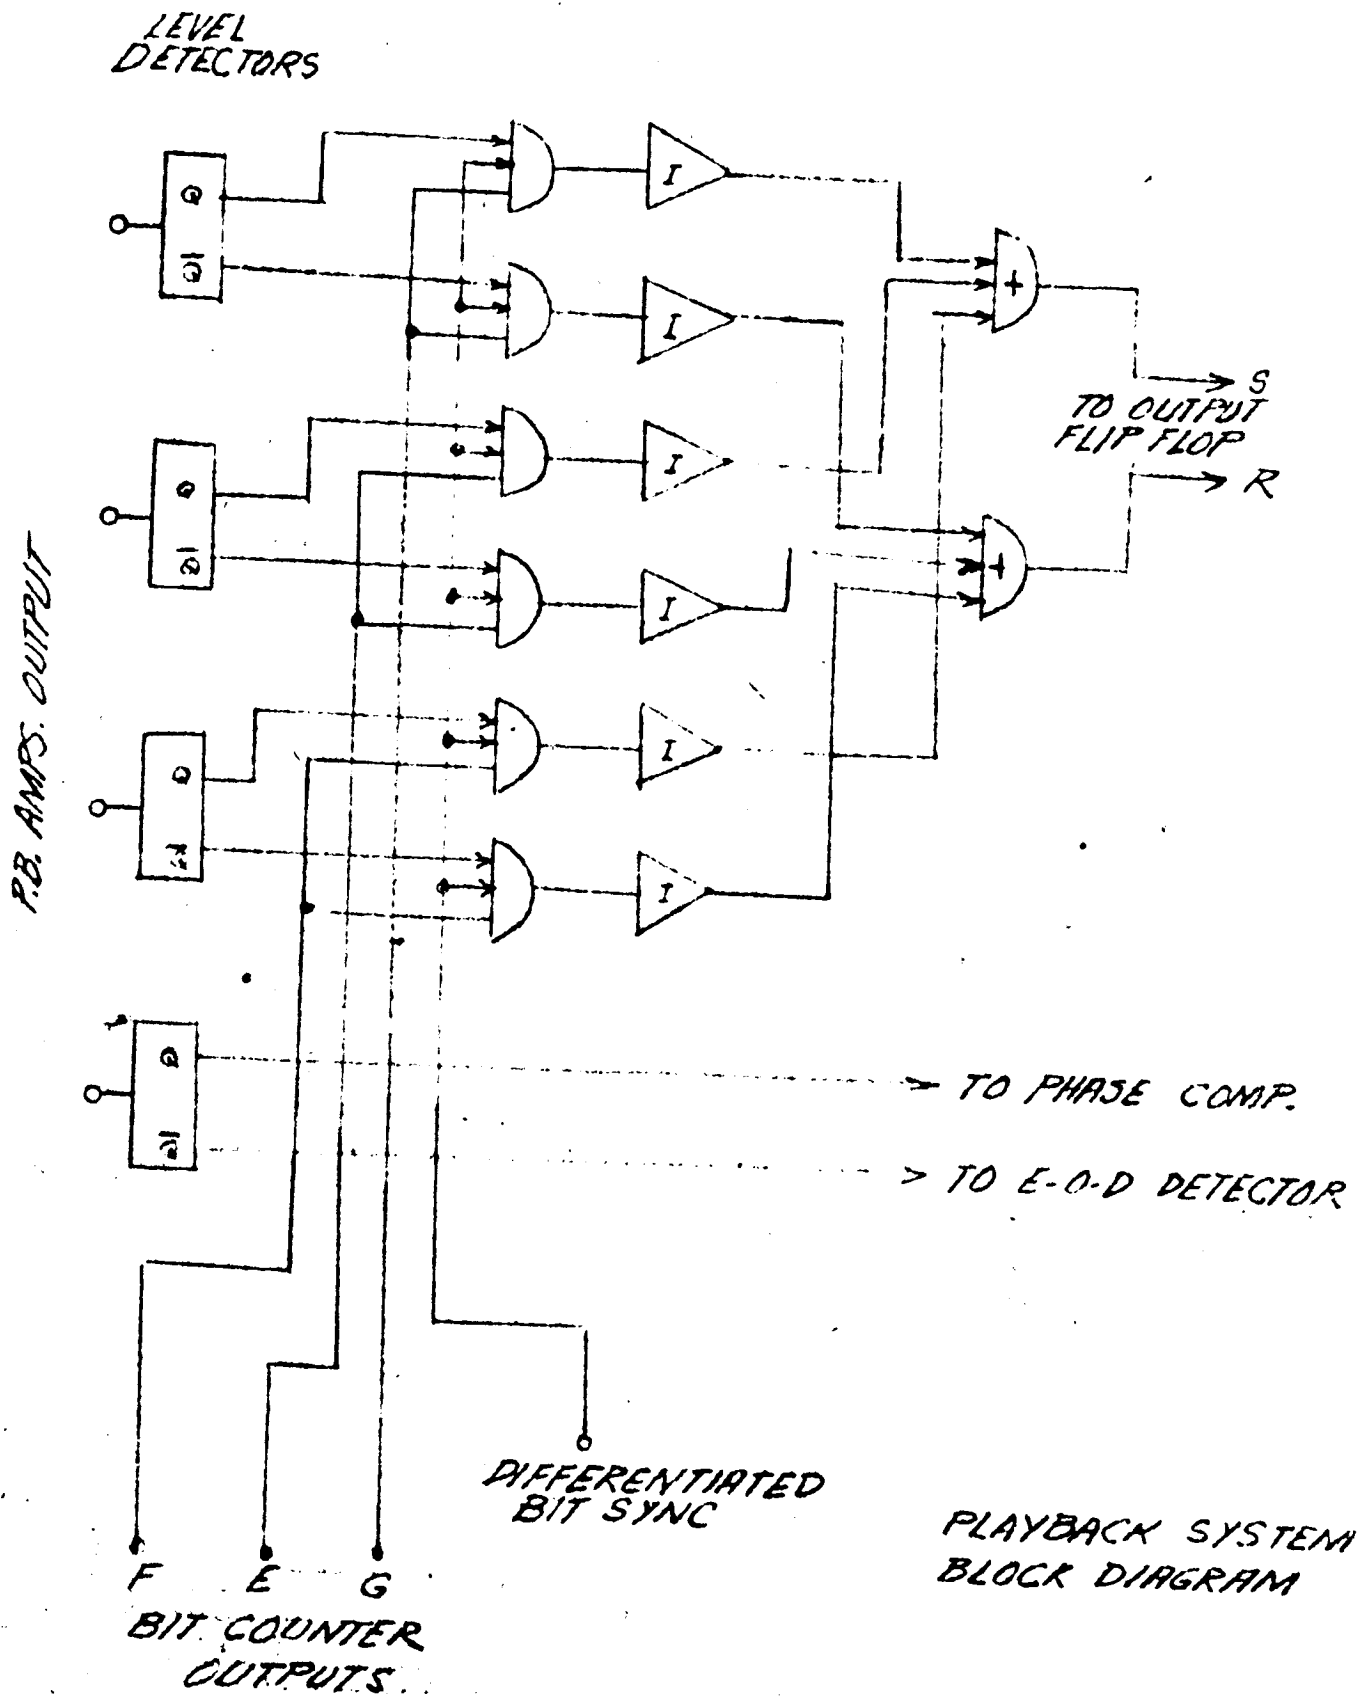 LEVEL
DETECTORS
Q
Q̅
I
I
+
S
TO OUTPUT
FLIP FLOP
R
Q
Q̅
I
I
+
P.B. AMPS. OUTPUT
Q
Q̅
I
I
Q
Q̅
TO PHASE COMP.
TO E-O-D DETECTOR
DIFFERENTIATED
BIT SYNC
F E G
BIT COUNTER
OUTPUTS
PLAYBACK SYSTEM
BLOCK DIAGRAM